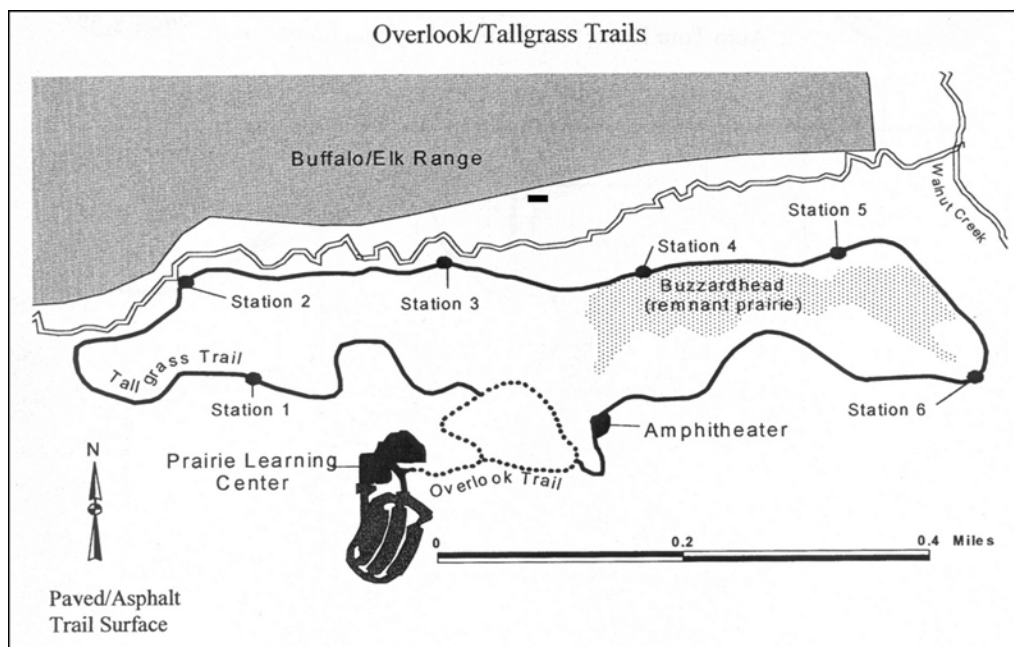 Overlook/Tallgrass Trails
Buffalo/Elk Range
Walnut Creek
Station 5
Station 4
Station 2
Station 3
Buzzardhead
(remnant prairie)
Tallgrass Trail
Station 1
Station 6
Amphitheater
N
Prairie Learning
Center
Overlook Trail
0
0.2
0.4 Miles
Paved/Asphalt
Trail Surface